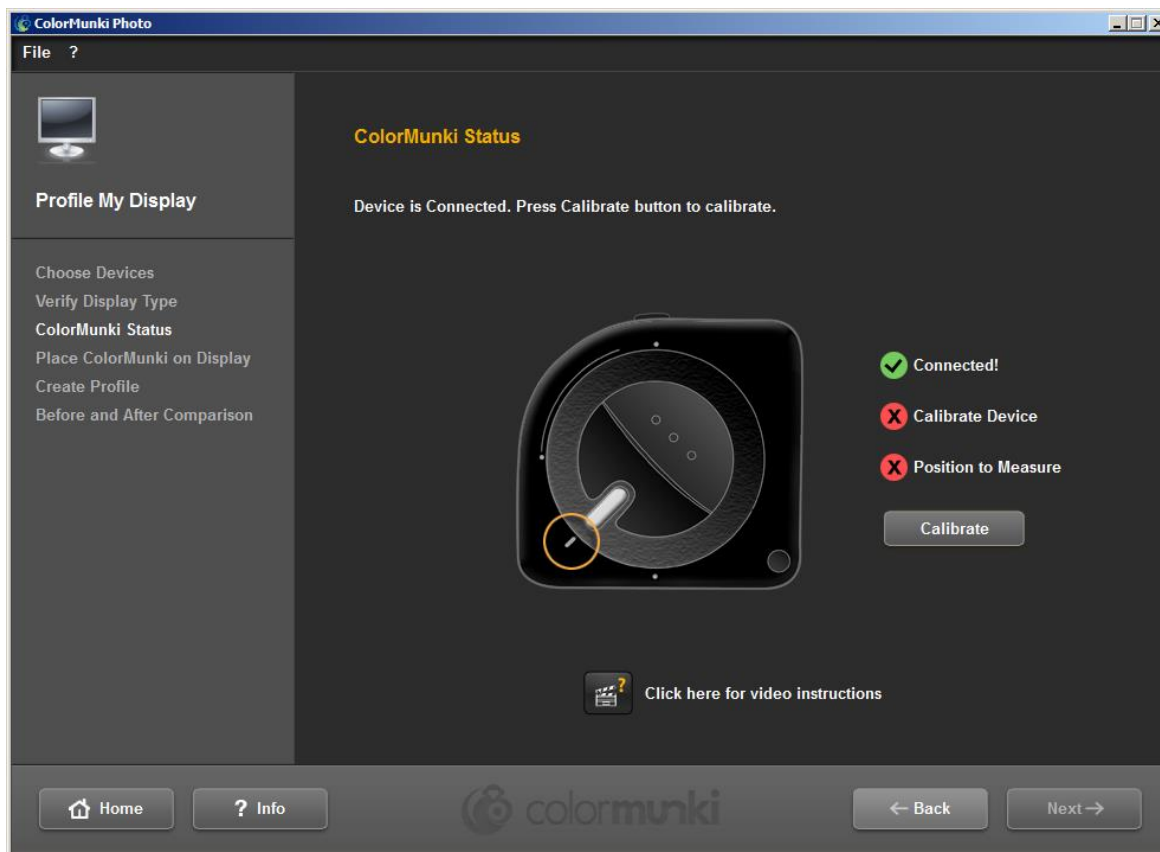 ColorMunki Photo
File ?
Profile My Display
Choose Devices
Verify Display Type
ColorMunki Status
Place ColorMunki on Display
Create Profile
Before and After Comparison
ColorMunki Status
Device is Connected. Press Calibrate button to calibrate.
Connected!
Calibrate Device
Position to Measure
Calibrate
? Click here for video instructions
Home
? Info
colormunki
← Back
Next →